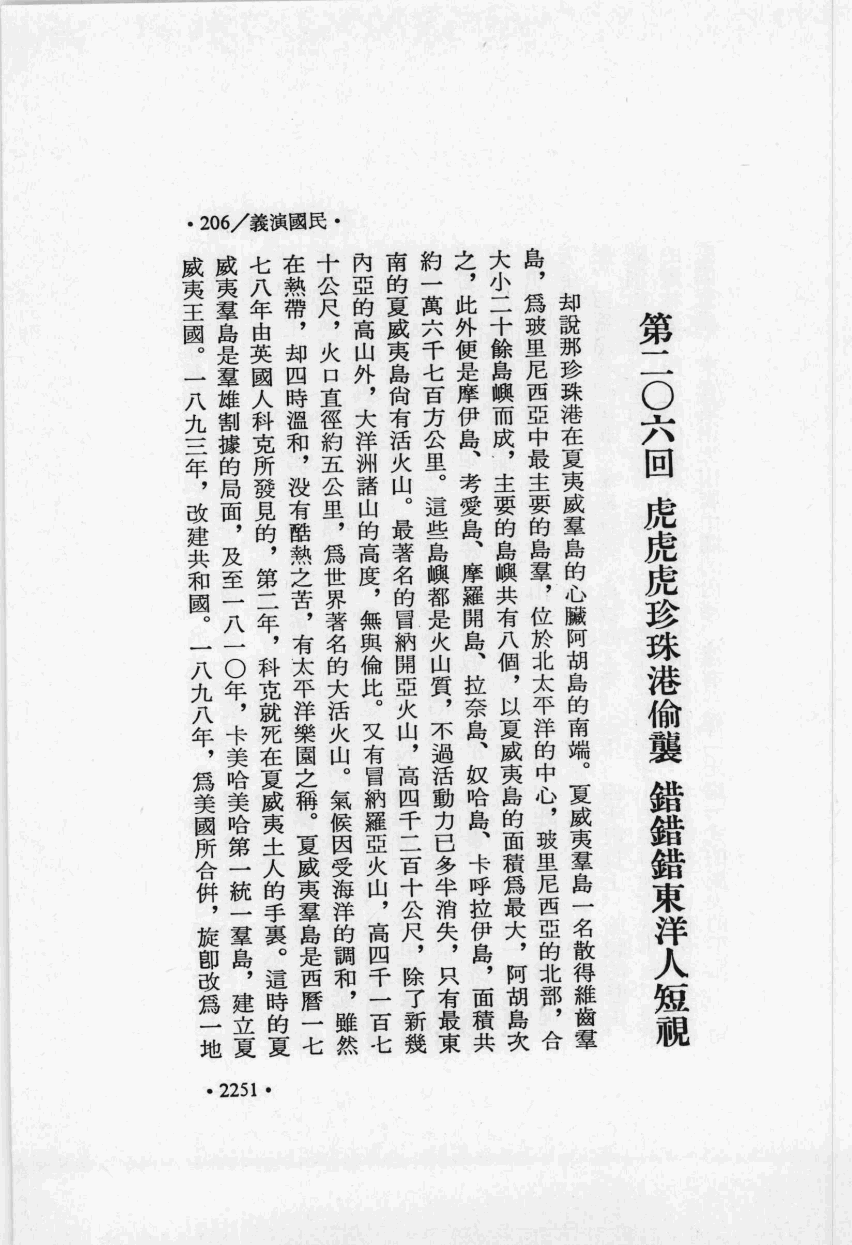 •206/義演國民•
第二〇六回 虎虎虎珍珠港偷襲 錯錯錯東洋人短視
却說那珍珠港在夏夷威羣島的心臟阿胡島的南端。夏威夷羣島一名散得維齒羣
島，爲玻里尼西亞中最主要的島羣，位於北太平洋的中心，玻里尼西亞的北部，合
大小二十餘島嶼而成，主要的島嶼共有八個，以夏威夷島的面積爲最大，阿胡島次
之，此外便是摩伊島、考愛島、摩羅開島、拉奈島、奴哈島、卡呼拉伊島，面積共
約一萬六千七百方公里。這些島嶼都是火山質，不過活動力已多半消失，只有最東
南的夏威夷島尙有活火山。最著名的冒納開亞火山，高四千二百十公尺，除了新幾
內亞的高山外，大洋洲諸山的高度，無與倫比。又有冒納羅亞火山，高四千一百七
十公尺，火口直徑約五公里，爲世界著名的大活火山。氣候因受海洋的調和，雖然
在熱帶，却四時溫和，没有酷熱之苦，有太平洋樂園之稱。夏威夷羣島是西曆一七
七八年由英國人科克所發見的，第二年，科克就死在夏威夷土人的手裏。這時的夏
威夷羣島是羣雄割據的局面，及至一八一〇年，卡美哈美哈第一統一羣島，建立夏
威夷王國。一八九三年，改建共和國。一八九八年，爲美國所合併，旋卽改爲一地
•2251•